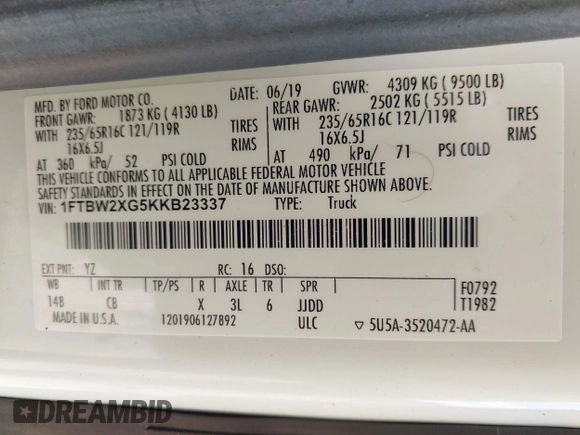 MFD. BY FORD MOTOR CO. DATE: 06/19 GVWR: 4309 KG ( 9500 LB)
FRONT GAWR: 1873 KG ( 4130 LB) REAR GAWR: 2502 KG ( 5515 LB)
WITH 235/65R16C 121/119R TIRES WITH 235/65R16C 121/119R TIRES
16X6.5J RIMS 16X6.5J RIMS
AT 360 kPa/ 52 PSI COLD AT 490 kPa/ 71 PSI COLD
THIS VEHICLE CONFORMS TO ALL APPLICABLE FEDERAL MOTOR VEHICLE
SAFETY STANDARDS IN EFFECT ON THE DATE OF MANUFACTURE SHOWN ABOVE.
VIN: 1FTBW2XG5KKB23337 TYPE: Truck
EXT PNT: YZ RC: 16 DSO:
WB INT TR TP/PS R AXLE TR SPR F0792
148 CB X 3L 6 JJDD T1982
MADE IN U.S.A. 1201906127892 ULC ▽ 5U5A-3520472-AA
DREAMBID